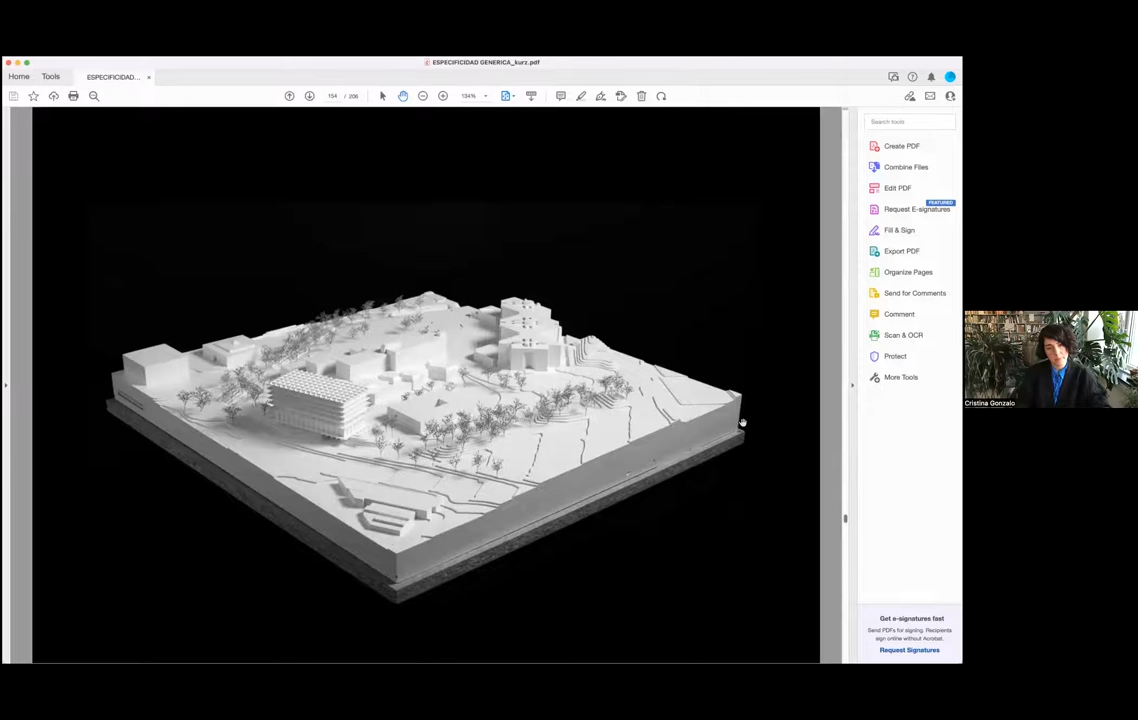 ESPECIFICIDAD GENERICA_kurz.pdf
Home
Tools
ESPECIFICIDAD...
154 / 206
134%
Search tools
Create PDF
Combine Files
Edit PDF
FEATURED
Request E-signatures
Fill & Sign
Export PDF
Organize Pages
Send for Comments
Comment
Scan & OCR
Protect
More Tools
Cristina Gonzalo
Get e-signatures fast
Send PDFs for signing. Recipients
sign online without Acrobat.
Request Signatures